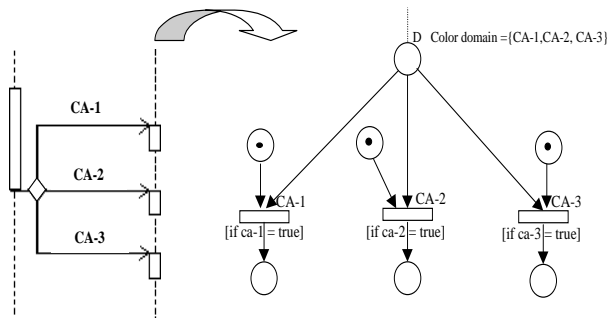 CA-1
CA-2
CA-3
D Color domain ={CA-1,CA-2, CA-3}
CA-1
[if ca-1 = true]
CA-2
[if ca-2 = true]
CA-3
[if ca-3 = true]